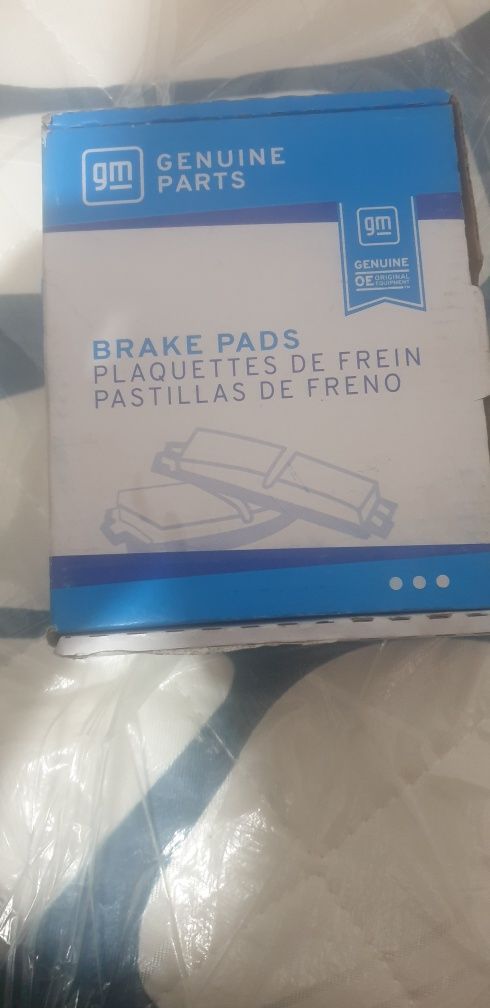 gm
GENUINE
PARTS
gm
GENUINE
OE ORIGINAL
EQUIPMENT
BRAKE PADS
PLAQUETTES DE FREIN
PASTILLAS DE FRENO